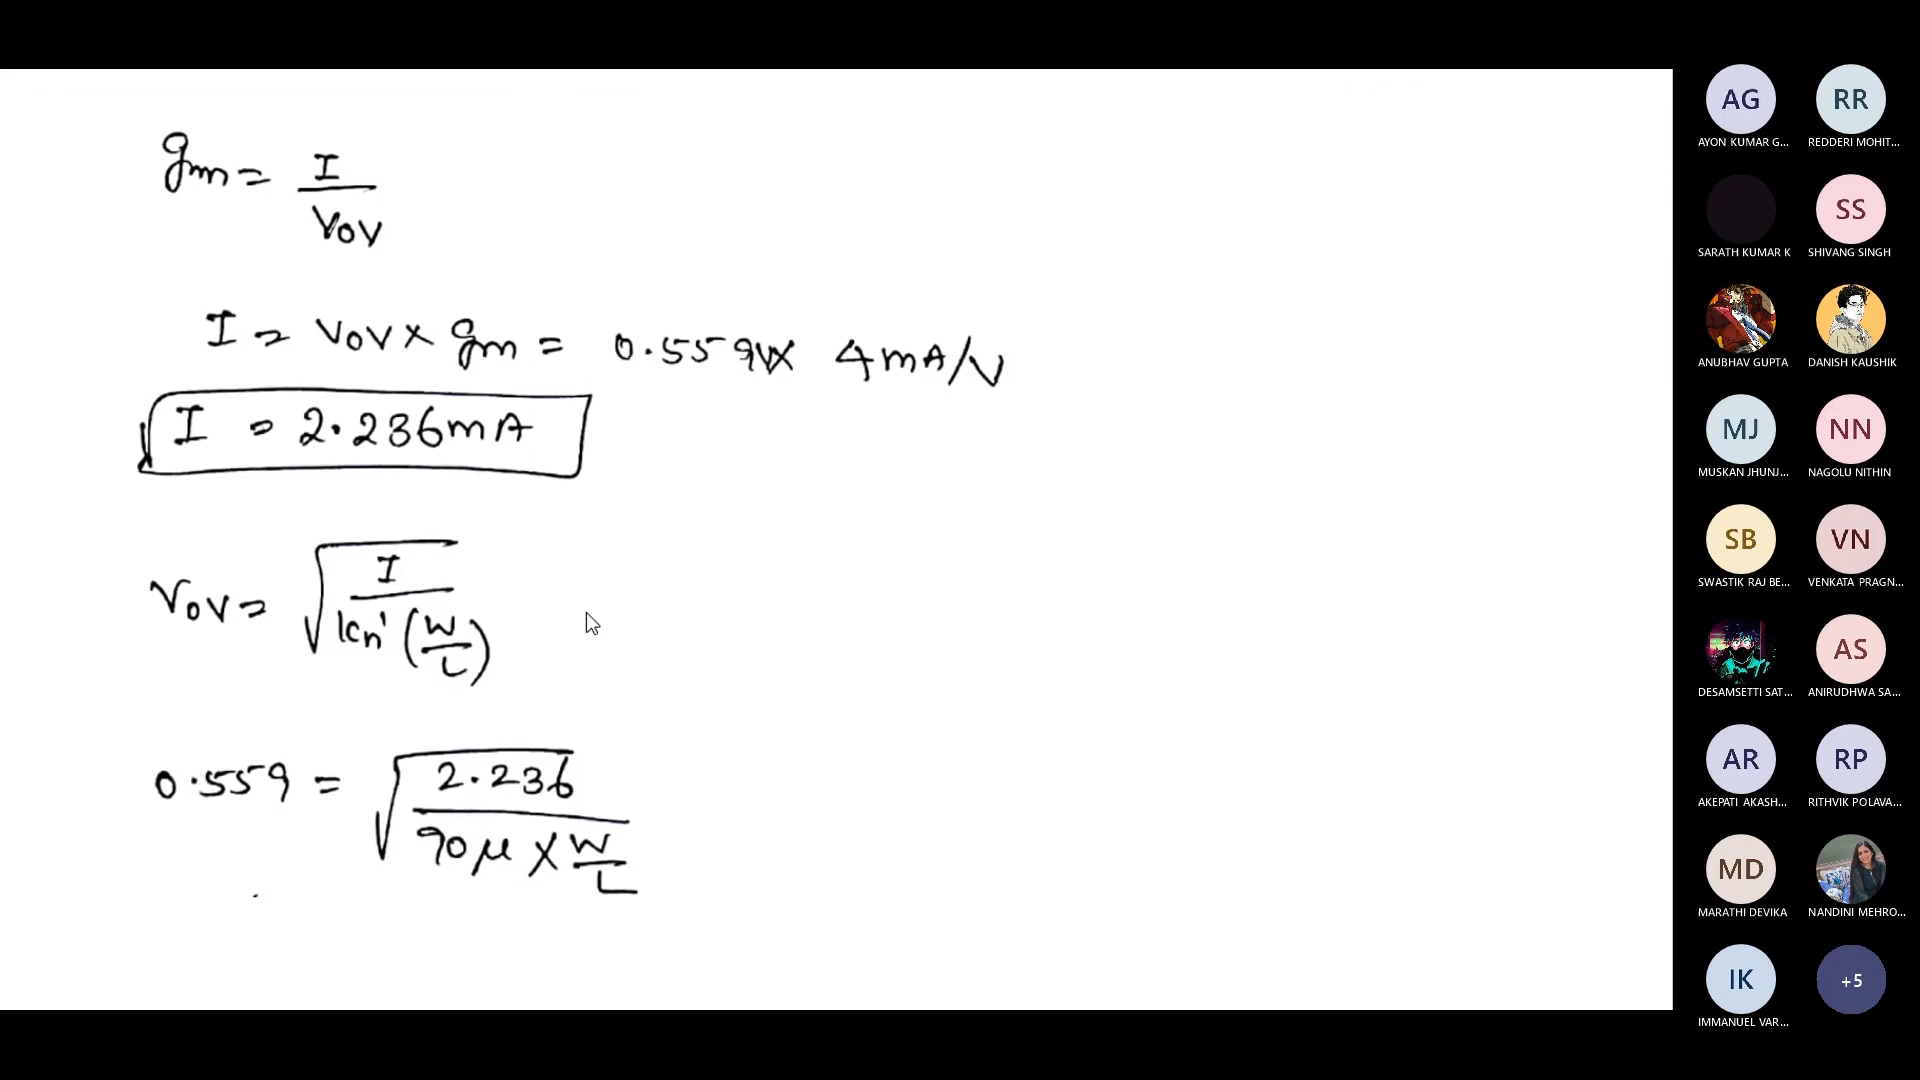 gm = I / VOV
I = VOV × gm = 0.559V × 4mA/V
I = 2.236mA
VOV = √(I / kn' (W/L))
0.559 = √(2.236 / 90μ × W/L)
AG
RR
AYON KUMAR G...
REDDERI MOHIT...
SS
SARATH KUMAR K
SHIVANG SINGH
ANUBHAV GUPTA
DANISH KAUSHIK
MJ
NN
MUSKAN JHUNJ...
NAGOLU NITHIN
SB
VN
SWASTIK RAJ BE...
VENKATA PRAGN...
AS
DESAMSETTI SAT...
ANIRUDHWA SA...
AR
RP
AKEPATI AKASH...
RITHVIK POLAVA...
MD
MARATHI DEVIKA
NANDINI MEHRO...
IK
+5
IMMANUEL VAR...